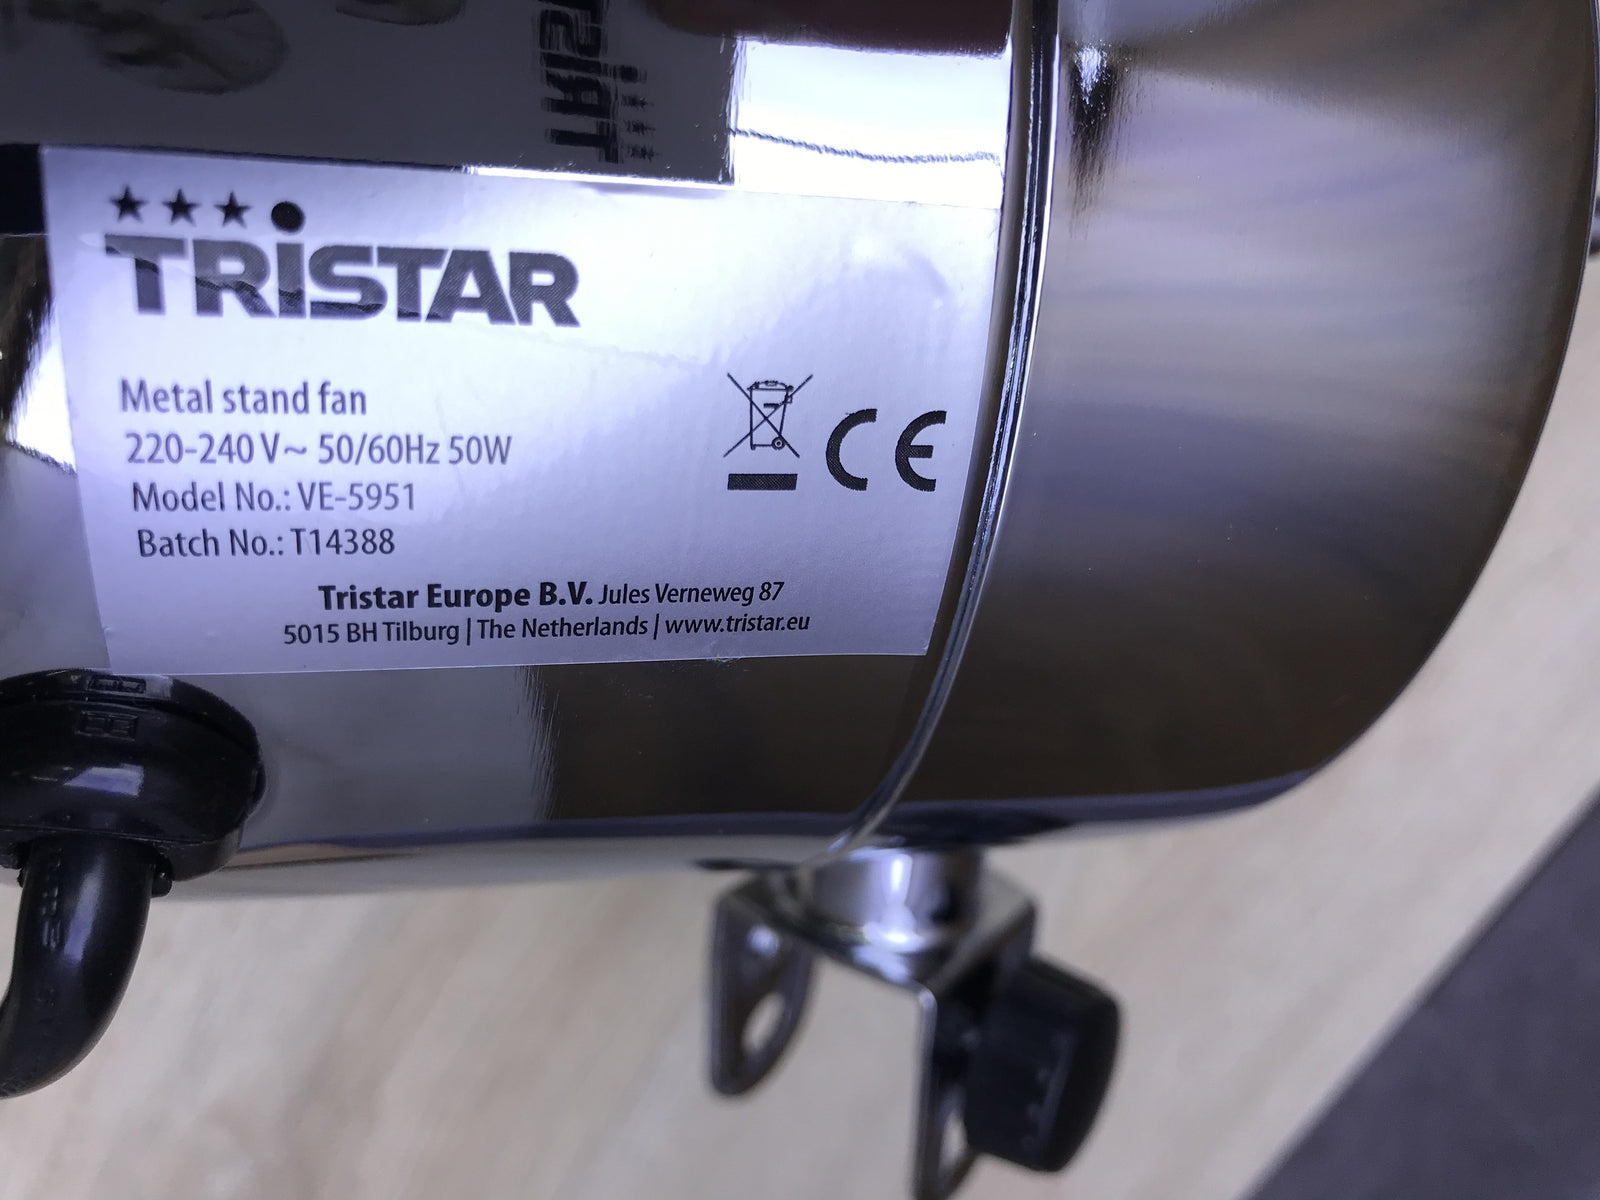 TRiSTAR
Metal stand fan
220-240 V~ 50/60Hz 50W
Model No.: VE-5951
Batch No.: T14388
CE
Tristar Europe B.V. Jules Verneweg 87
5015 BH Tilburg | The Netherlands | www.tristar.eu